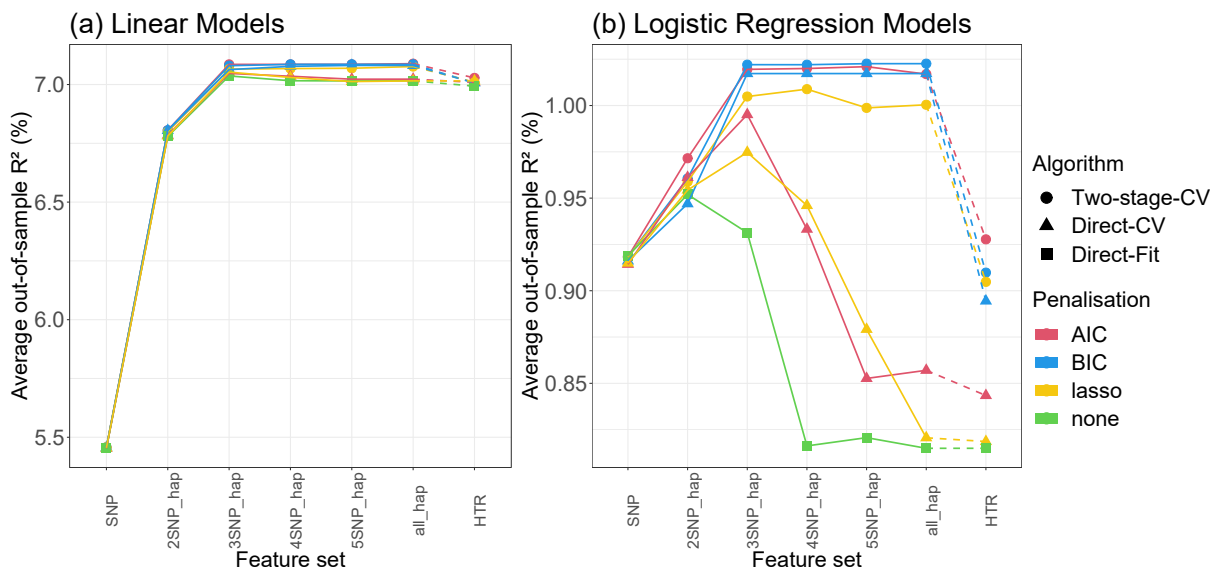 (a) Linear Models
Average out-of-sample R² (%)
7.0
6.5
6.0
5.5
SNP
2SNP_hap
3SNP_hap
4SNP_hap
5SNP_hap
all_hap
HTR
Feature set
(b) Logistic Regression Models
Average out-of-sample R² (%)
1.00
0.95
0.90
0.85
SNP
2SNP_hap
3SNP_hap
4SNP_hap
5SNP_hap
all_hap
HTR
Feature set
Algorithm
Two-stage-CV
Direct-CV
Direct-Fit
Penalisation
AIC
BIC
lasso
none